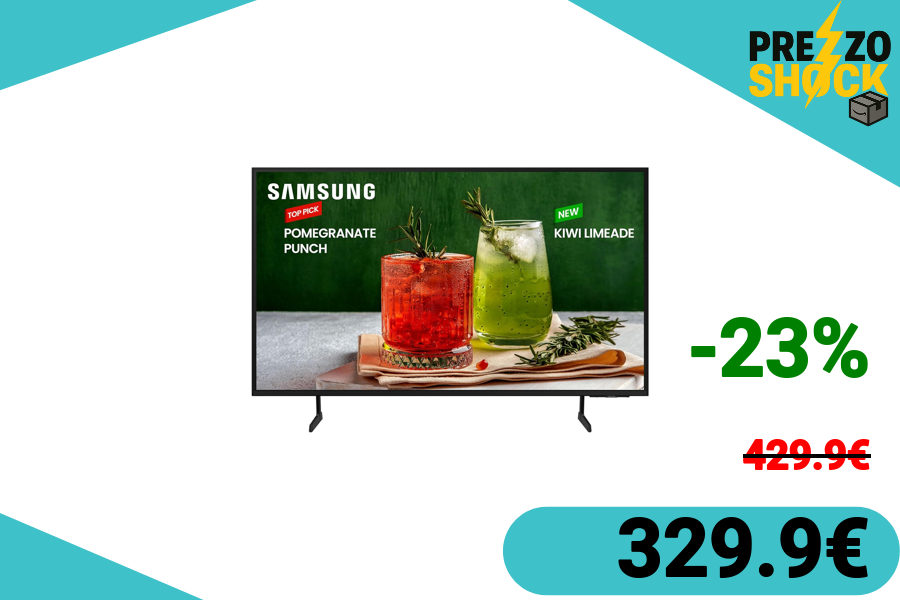 PREZZO
SHOCK
SAMSUNG
TOP PICK
POMEGRANATE
PUNCH
NEW
KIWI LIMEADE
-23%
429.9€
329.9€